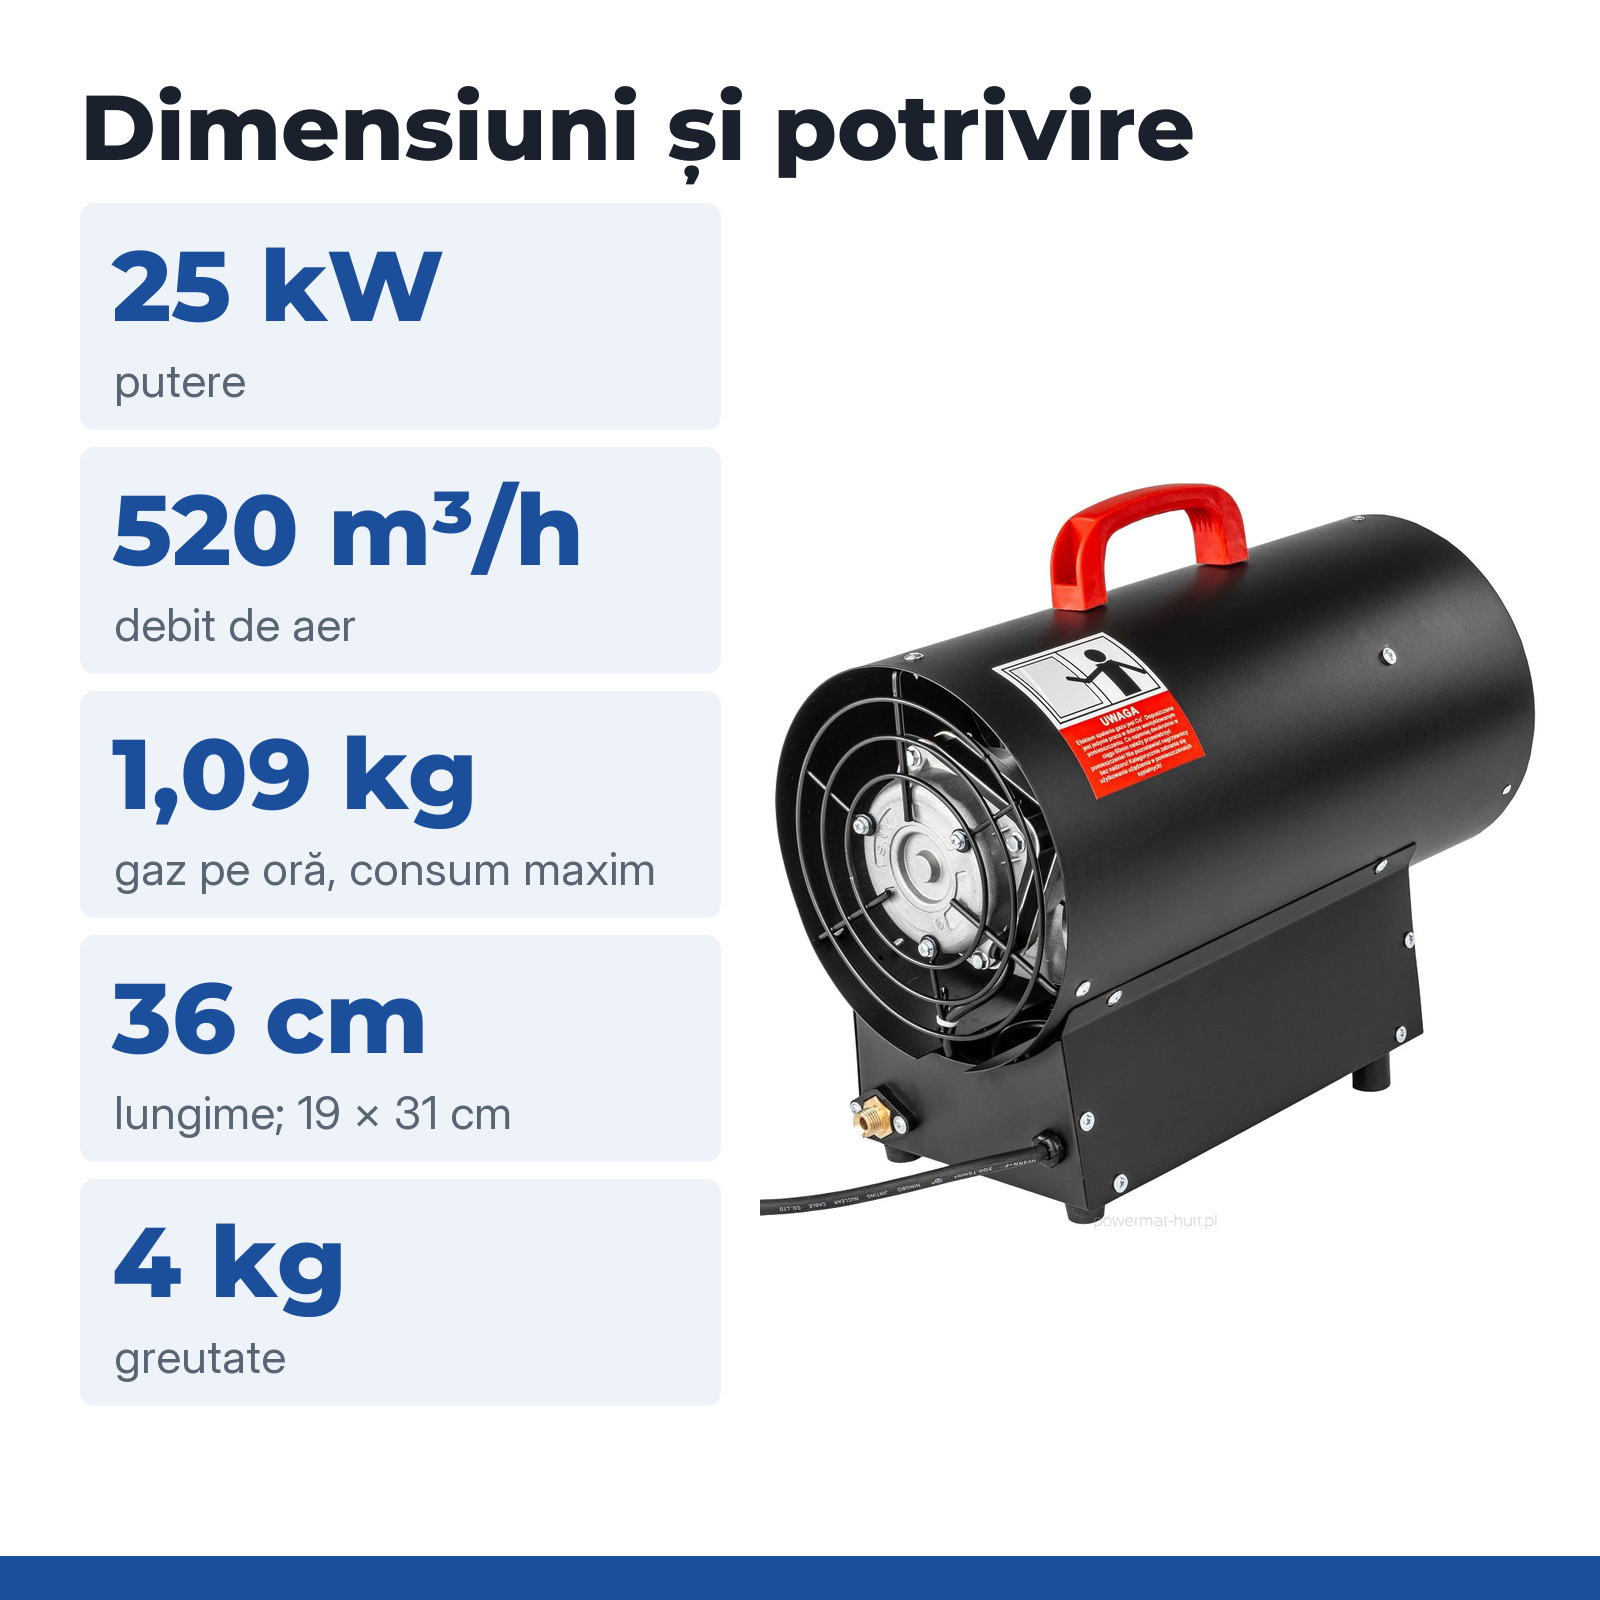 Dimensiuni și potrivire
25 kW
putere
520 m³/h
debit de aer
1,09 kg
gaz pe oră, consum maxim
36 cm
lungime; 19 × 31 cm
4 kg
greutate
UWAGA
powermat-hurt.pl